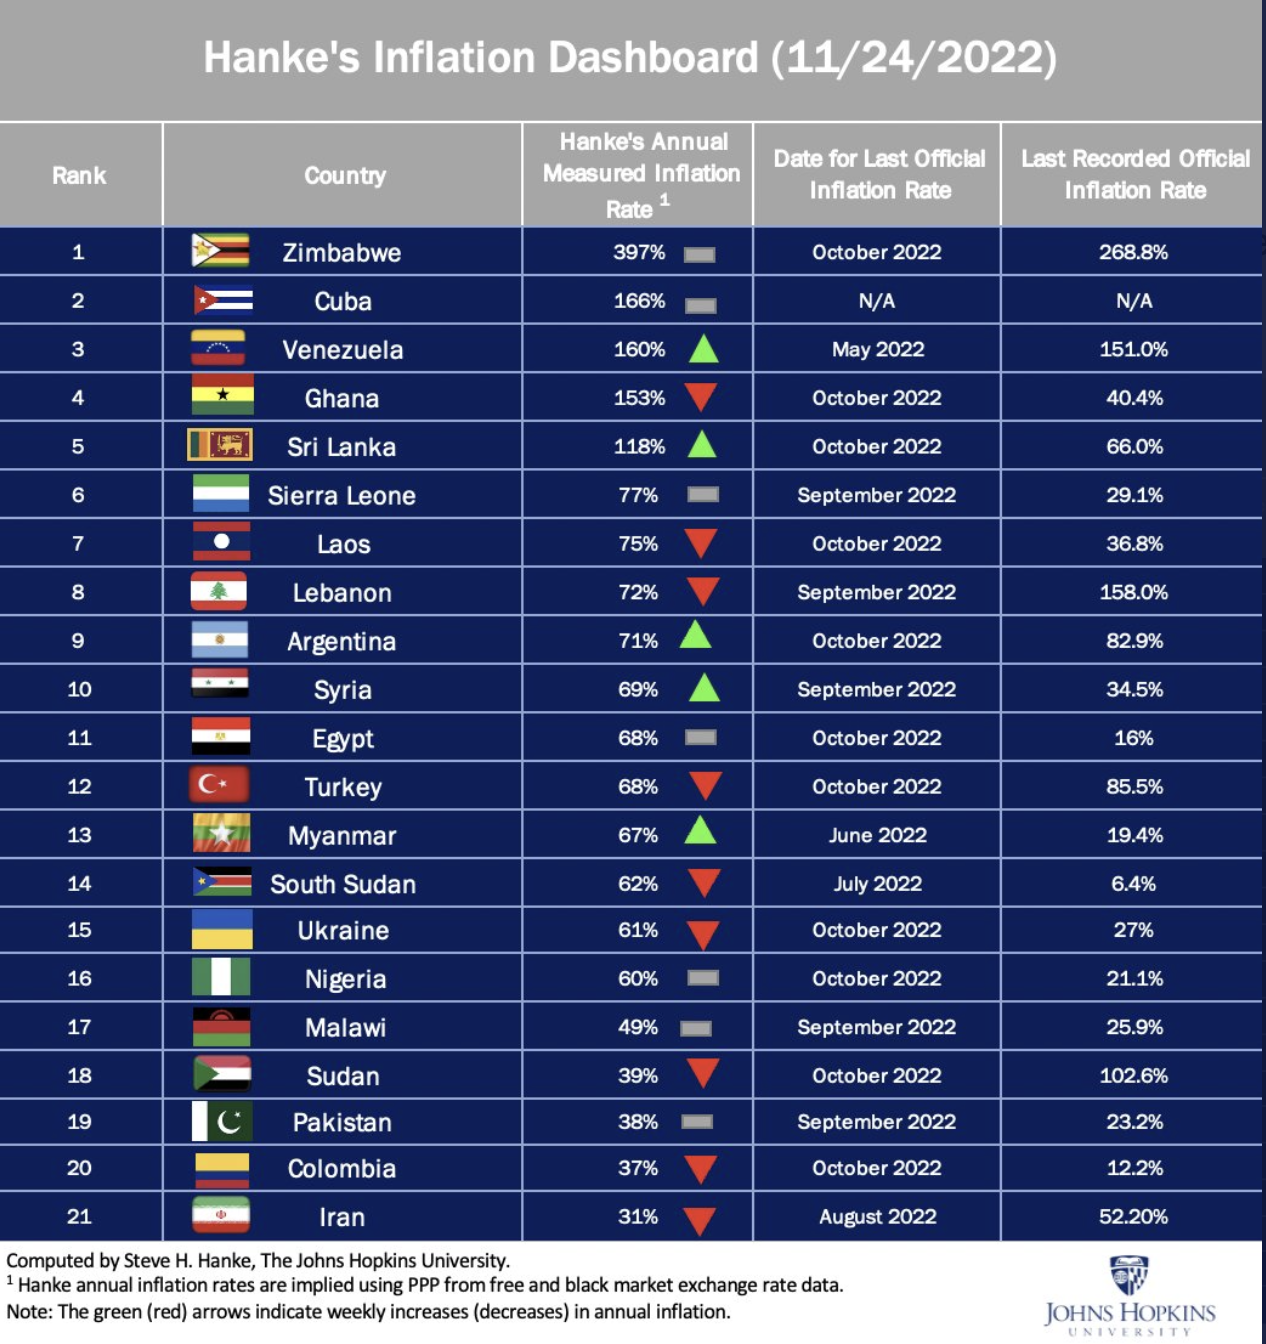 Hanke's Inflation Dashboard (11/24/2022)
Rank Country Hanke's Annual Measured Inflation Rate 1 Date for Last Official Inflation Rate Last Recorded Official Inflation Rate
1 Zimbabwe 397% October 2022 268.8%
2 Cuba 166% N/A N/A
3 Venezuela 160% May 2022 151.0%
4 Ghana 153% October 2022 40.4%
5 Sri Lanka 118% October 2022 66.0%
6 Sierra Leone 77% September 2022 29.1%
7 Laos 75% October 2022 36.8%
8 Lebanon 72% September 2022 158.0%
9 Argentina 71% October 2022 82.9%
10 Syria 69% September 2022 34.5%
11 Egypt 68% October 2022 16%
12 Turkey 68% October 2022 85.5%
13 Myanmar 67% June 2022 19.4%
14 South Sudan 62% July 2022 6.4%
15 Ukraine 61% October 2022 27%
16 Nigeria 60% October 2022 21.1%
17 Malawi 49% September 2022 25.9%
18 Sudan 39% October 2022 102.6%
19 Pakistan 38% September 2022 23.2%
20 Colombia 37% October 2022 12.2%
21 Iran 31% August 2022 52.20%
Computed by Steve H. Hanke, The Johns Hopkins University.
1 Hanke annual inflation rates are implied using PPP from free and black market exchange rate data.
Note: The green (red) arrows indicate weekly increases (decreases) in annual inflation.
JOHNS HOPKINS
UNIVERSITY